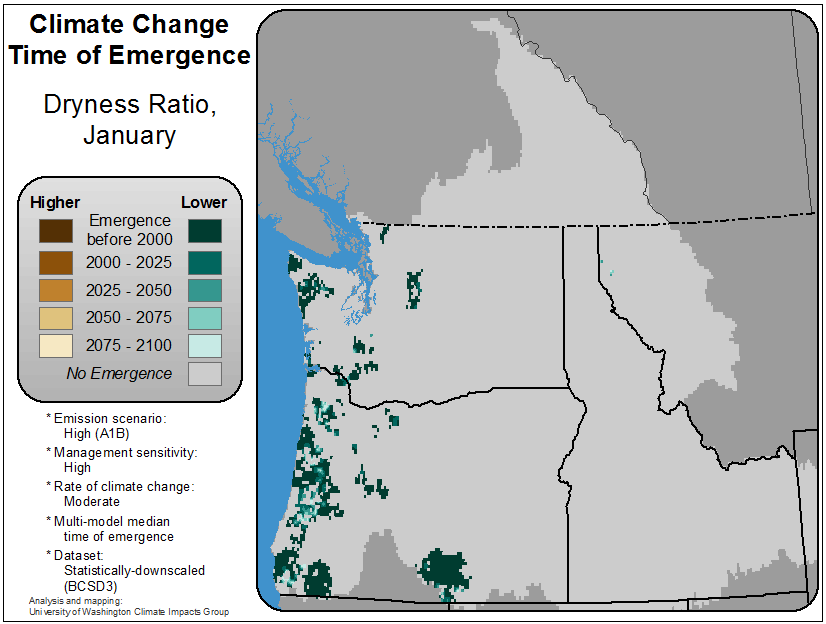 Climate Change
Time of Emergence
Dryness Ratio,
January
Higher Lower
Emergence
before 2000
2000 - 2025
2025 - 2050
2050 - 2075
2075 - 2100
No Emergence
* Emission scenario:
High (A1B)
* Management sensitivity:
High
* Rate of climate change:
Moderate
* Multi-model median
time of emergence
* Dataset:
Statistically-downscaled
(BCSD3)
Analysis and mapping:
University of Washington Climate Impacts Group